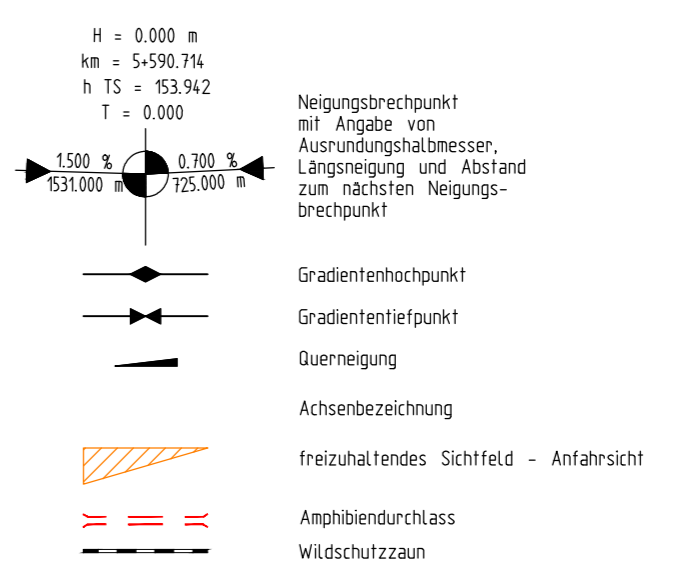 H = 0.000 m
km = 5+590.714
h TS = 153.942
T = 0.000
1.500 % 0.700 %
1531.000 m 725.000 m
Neigungsbrechpunkt
mit Angabe von
Ausrundungshalbmesser,
Längsneigung und Abstand
zum nächsten Neigungs-
brechpunkt
Gradientenhochpunkt
Gradiententiefpunkt
Querneigung
Achsenbezeichnung
freizuhaltendes Sichtfeld - Anfahrsicht
Amphibiendurchlass
Wildschutzzaun